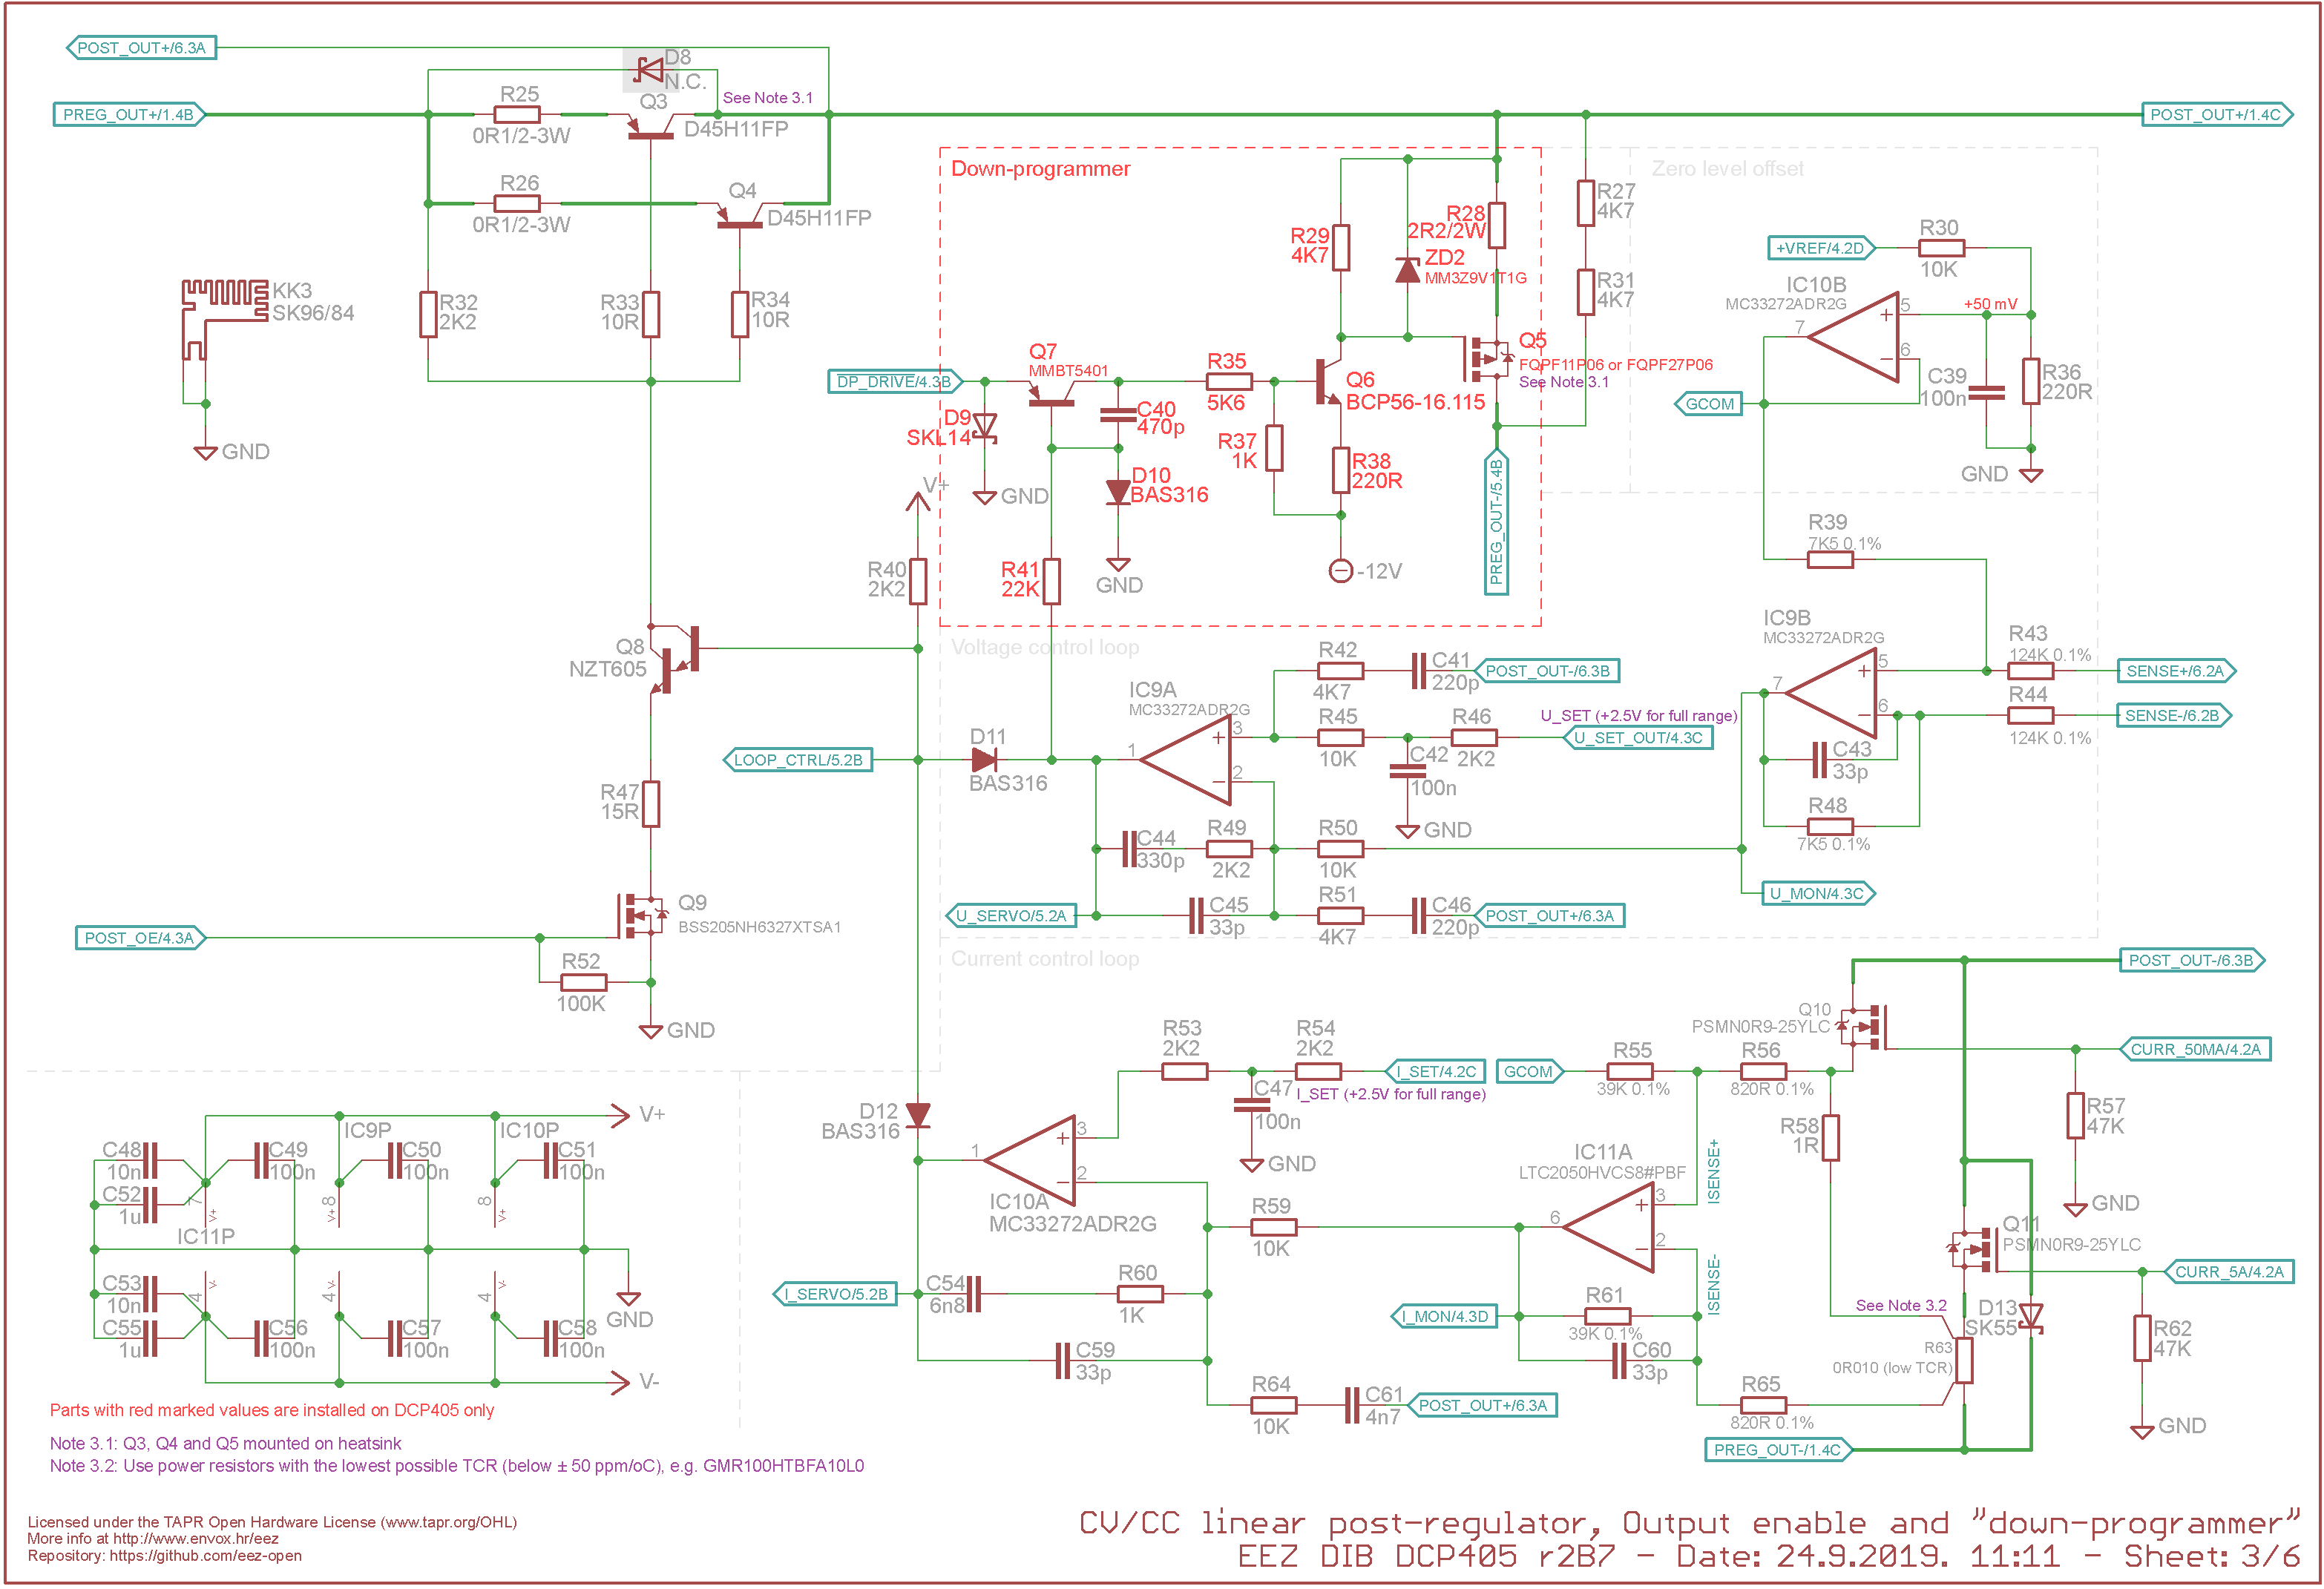 POST_OUT+/6.3A
D8
N.C.
PREG_OUT+/1.4B
R25
0R1/2-3W
Q3
See Note 3.1
D45H11FP
POST_OUT+/1.4C
R26
0R1/2-3W
Q4
D45H11FP
KK3
SK96/84
GND
R32
2K2
R33
10R
R34
10R
Down-programmer
R29
4K7
R28
2R2/2W
ZD2
MM3Z9V1T1G
R27
4K7
R31
4K7
Q5
FQPF11P06 or FQPF27P06
See Note 3.1
DP_DRIVE/4.3B
Q7
MMBT5401
R35
5K6
Q6
BCP56-16.115
D9
SKL14
GND
C40
470p
D10
BAS316
GND
R37
1K
R38
220R
-12V
PREG_OUT-/5.4B
V+
R40
2K2
R41
22K
Zero level offset
+VREF/4.2D
R30
10K
IC10B
MC33272ADR2G
+50 mV
5
6
7
C39
100n
R36
220R
GCOM
GND
R39
7K5 0.1%
IC9B
MC33272ADR2G
5
6
7
R43
124K 0.1%
SENSE+/6.2A
R44
124K 0.1%
SENSE-/6.2B
C43
33p
R48
7K5 0.1%
U_MON/4.3C
Q8
NZT605
Voltage control loop
R42
4K7
C41
220p
POST_OUT-/6.3B
IC9A
MC33272ADR2G
3
2
1
R45
10K
R46
2K2
U_SET (+2.5V for full range)
U_SET_OUT/4.3C
C42
100n
GND
LOOP_CTRL/5.2B
D11
BAS316
C44
330p
R49
2K2
R50
10K
U_SERVO/5.2A
C45
33p
R51
4K7
C46
220p
POST_OUT+/6.3A
R47
15R
Q9
BSS205NH6327XTSA1
POST_OE/4.3A
R52
100K
GND
Current control loop
POST_OUT-/6.3B
Q10
PSMN0R9-25YLC
CURR_50MA/4.2A
R53
2K2
R54
2K2
I_SET/4.2C
I_SET (+2.5V for full range)
C47
100n
GND
GCOM
R55
39K 0.1%
R56
820R 0.1%
R58
1R
R57
47K
GND
D12
BAS316
IC10A
MC33272ADR2G
3
2
1
IC11A
LTC2050HVCS8#PBF
3
2
6
ISENSE+
ISENSE-
Q11
PSMN0R9-25YLC
CURR_5A/4.2A
R59
10K
I_SERVO/5.2B
C54
6n8
R60
1K
C59
33p
I_MON/4.3D
R61
39K 0.1%
C60
33p
See Note 3.2
D13
SK55
R63
0R010 (low TCR)
R62
47K
GND
R64
10K
C61
4n7
POST_OUT+/6.3A
R65
820R 0.1%
PREG_OUT-/1.4C
V+
C48
10n
C49
100n
IC9P
C50
100n
IC10P
C51
100n
C52
1u
7
V+
8
V+
8
V+
IC11P
C53
10n
4
V-
4
V-
4
V-
GND
C55
1u
C56
100n
C57
100n
C58
100n
V-
Parts with red marked values are installed on DCP405 only
Note 3.1: Q3, Q4 and Q5 mounted on heatsink
Note 3.2: Use power resistors with the lowest possible TCR (below ± 50 ppm/oC), e.g. GMR100HTBFA10L0
Licensed under the TAPR Open Hardware License (www.tapr.org/OHL)
More info at http://www.envox.hr/eez
Repository: https://github.com/eez-open
CV/CC linear post-regulator, Output enable and "down-programmer"
EEZ DIB DCP405 r2B7 - Date: 24.9.2019. 11:11 - Sheet: 3/6